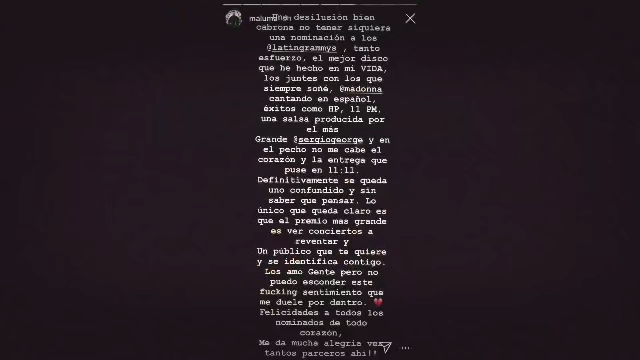 maluma 5h
Una desilusión bien
cabrona no tener siquiera
una nominación a los
@latingrammys , tanto
esfuerzo, el mejor disco
que he hecho en mi VIDA,
los juntes con los que
siempre soñé, @madonna
cantando en español,
éxitos como HP, 11 PM,
una salsa producida por
el más
Grande @sergiogeorge y en
el pecho no me cabe el
corazón y la entrega que
puse en 11:11.
Definitivamente se queda
uno confundido y sin
saber que pensar. Lo
único que queda claro es
que el premio mas grande
es ver conciertos a
reventar y
Un público que te quiere
y se identifica contigo.
Los amo Gente pero no
puedo esconder este
fucking sentimiento que
me duele por dentro. 💔
Felicidades a todos los
nominados de todo
corazón,
Me da mucha alegria ver
tantos parceros ahi!!